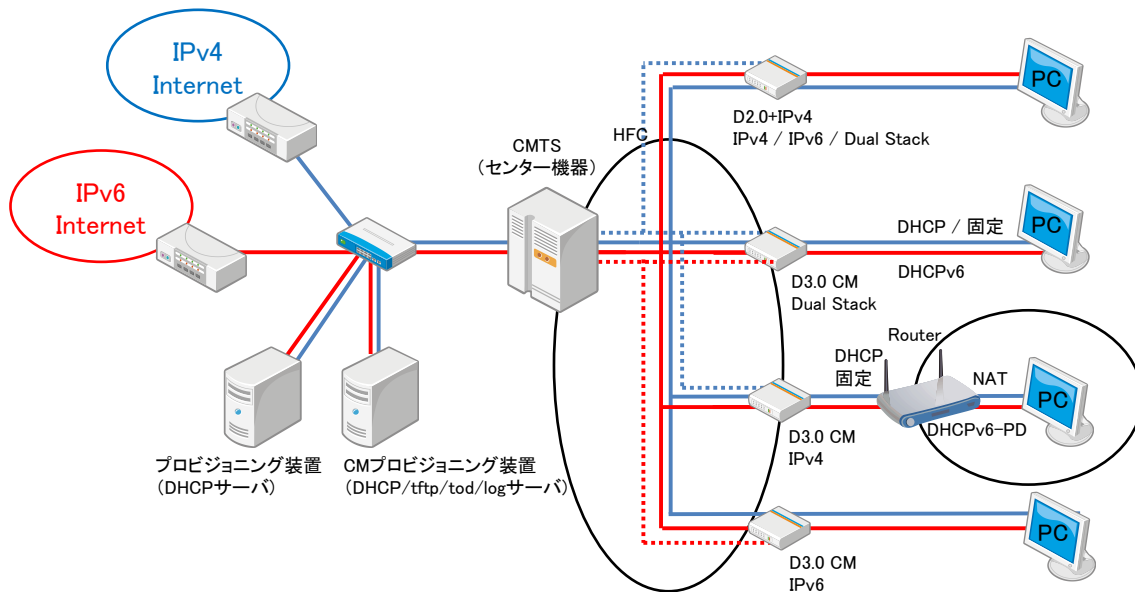 IPv4
Internet
IPv6
Internet
CMTS
（センター機器）
HFC
D2.0+IPv4
IPv4 / IPv6 / Dual Stack
PC
DHCP / 固定
DHCPv6
PC
D3.0 CM
Dual Stack
Router
DHCP
固定
NAT
DHCPv6-PD
PC
D3.0 CM
IPv4
プロビジョニング装置
（DHCPサーバ）
CMプロビジョニング装置
（DHCP/tftp/tod/logサーバ）
PC
D3.0 CM
IPv6